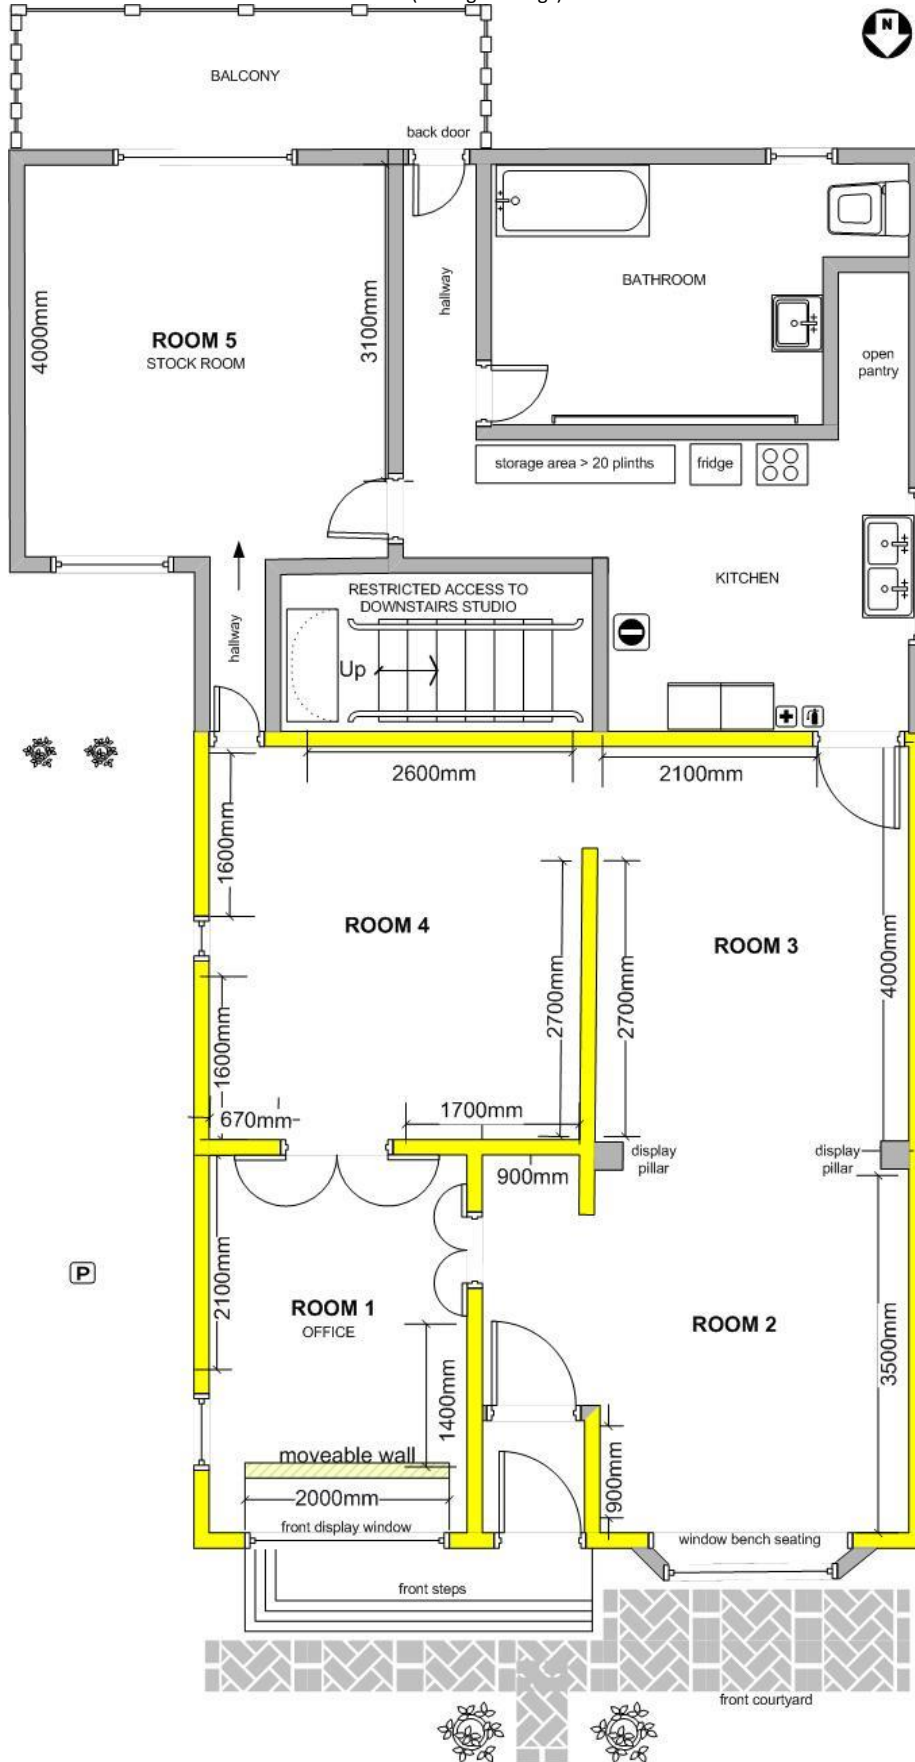 N
BALCONY
back door
hallway
BATHROOM
4000mm
3100mm
ROOM 5
STOCK ROOM
open
pantry
storage area > 20 plinths
fridge
KITCHEN
RESTRICTED ACCESS TO
DOWNSTAIRS STUDIO
hallway
Up
2600mm
2100mm
1600mm
ROOM 4
ROOM 3
2700mm
2700mm
4000mm
1600mm
670mm
1700mm
900mm
display
pillar
display
pillar
P
2100mm
ROOM 1
OFFICE
ROOM 2
3500mm
1400mm
moveable wall
2000mm
900mm
front display window
window bench seating
front steps
front courtyard